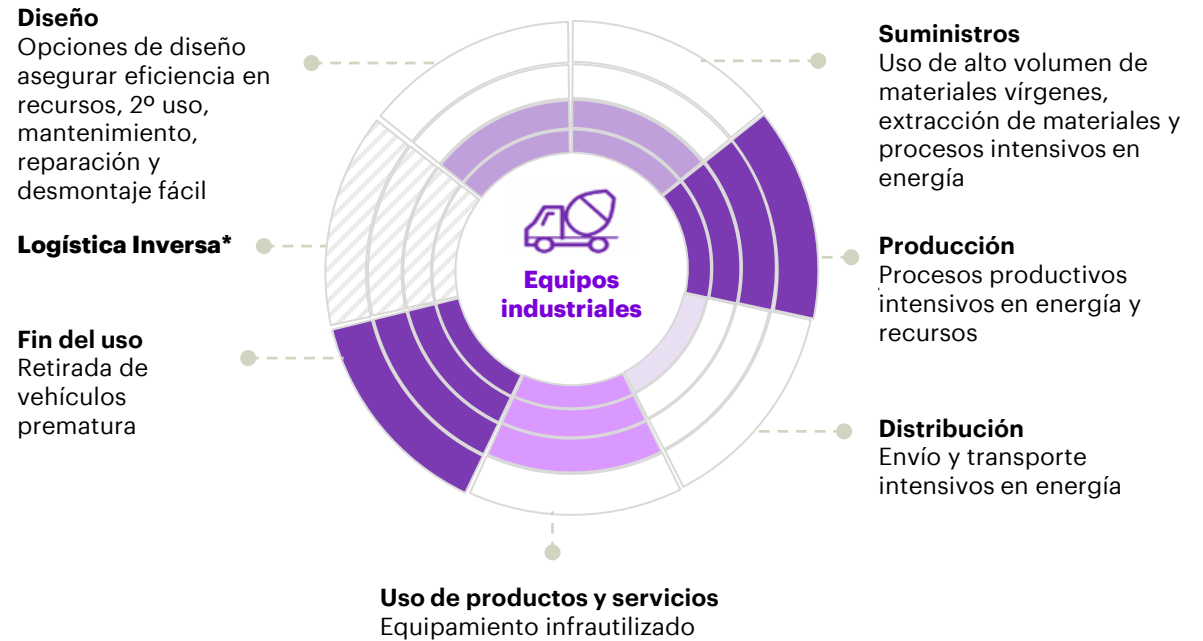 Diseño
Opciones de diseño
asegurar eficiencia en
recursos, 2º uso,
mantenimiento,
reparación y
desmontaje fácil
Logística Inversa*
Fin del uso
Retirada de
vehículos
prematura
Equipos
industriales
Suministros
Uso de alto volumen de
materiales vírgenes,
extracción de materiales y
procesos intensivos en
energía
Producción
Procesos productivos
intensivos en energía y
recursos
Distribución
Envío y transporte
intensivos en energía
Uso de productos y servicios
Equipamiento infrautilizado